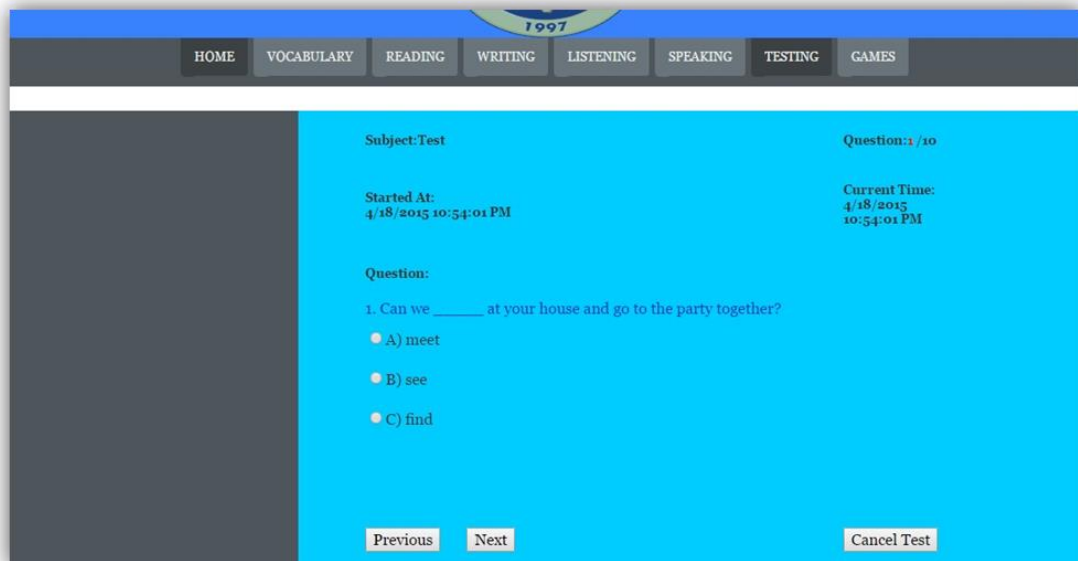 1997
HOME VOCABULARY READING WRITING LISTENING SPEAKING TESTING GAMES
Subject:Test
Question:1 /10
Started At:
4/18/2015 10:54:01 PM
Current Time:
4/18/2015
10:54:01 PM
Question:
1. Can we ______ at your house and go to the party together?
A) meet
B) see
C) find
Previous Next Cancel Test